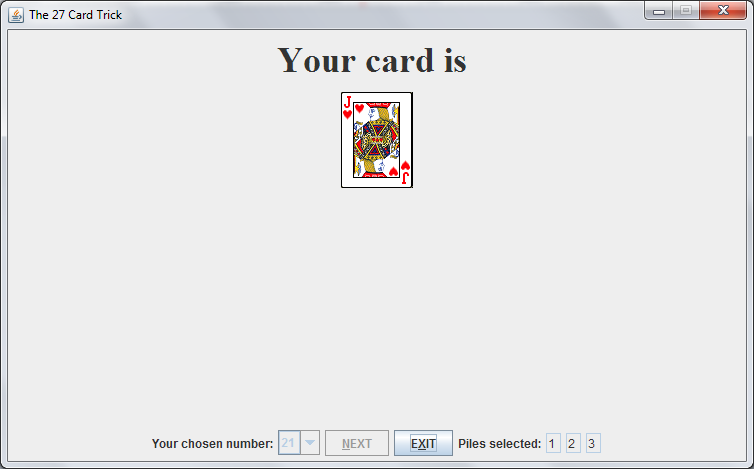 The 27 Card Trick
Your card is
J
J
Your chosen number: 21 NEXT EXIT Piles selected: 1 2 3